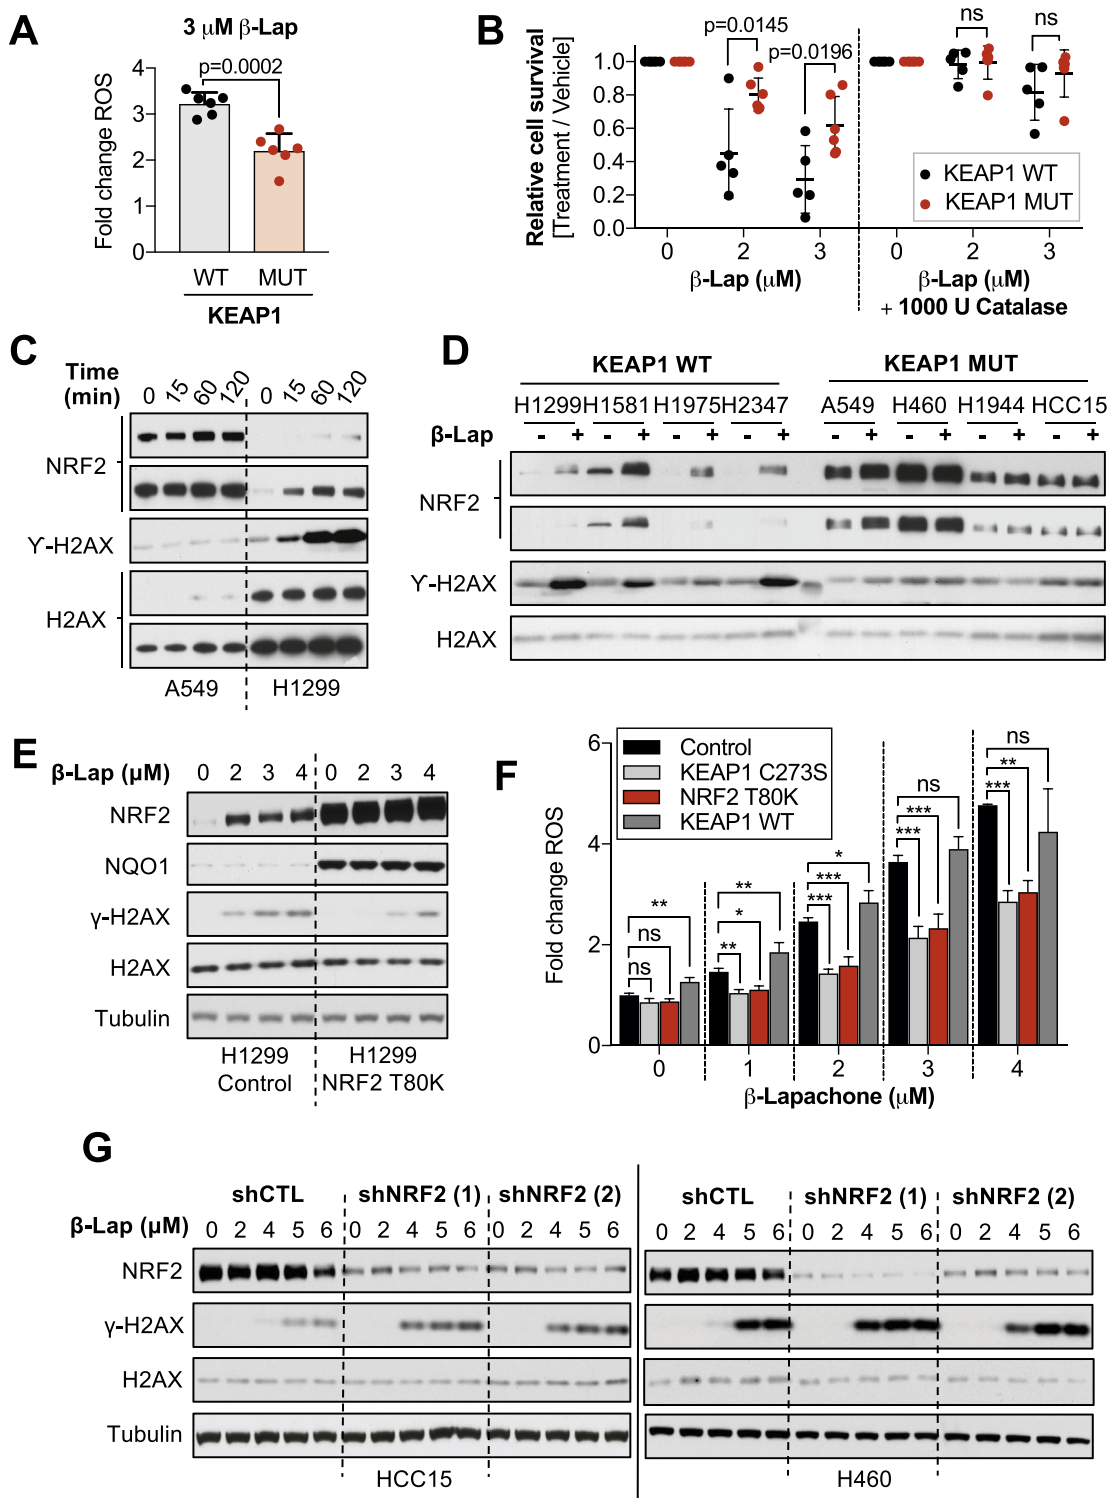 A
3 μM β-Lap
Fold change ROS
4
3
2
1
0
p=0.0002
WT MUT
KEAP1
B
Relative cell survival
[Treatment / Vehicle]
1.0
0.8
0.6
0.4
0.2
0.0
p=0.0145
p=0.0196
ns
ns
KEAP1 WT
KEAP1 MUT
0 2 3 0 2 3
β-Lap (μM)
β-Lap (μM)
+ 1000 U Catalase
C
Time
(min)
0 15 60 120 0 15 60 120
NRF2
ϒ-H2AX
H2AX
A549 H1299
D
KEAP1 WT KEAP1 MUT
H1299 H1581 H1975 H2347 A549 H460 H1944 HCC15
β-Lap - + - + - + - + - + - + - + - +
NRF2
ϒ-H2AX
H2AX
E
β-Lap (μM) 0 2 3 4 0 2 3 4
NRF2
NQO1
γ-H2AX
H2AX
Tubulin
H1299
Control
H1299
NRF2 T80K
F
Fold change ROS
6
4
2
0
Control
KEAP1 C273S
NRF2 T80K
KEAP1 WT
ns ns **
** * **
*** *** *
*** *** ns
*** ** ns
0 1 2 3 4
β-Lapachone (μM)
G
shCTL shNRF2 (1) shNRF2 (2) shCTL shNRF2 (1) shNRF2 (2)
β-Lap (μM) 0 2 4 5 6 0 2 4 5 6 0 2 4 5 6 0 2 4 5 6 0 2 4 5 6 0 2 4 5 6
NRF2
γ-H2AX
H2AX
Tubulin
HCC15 H460